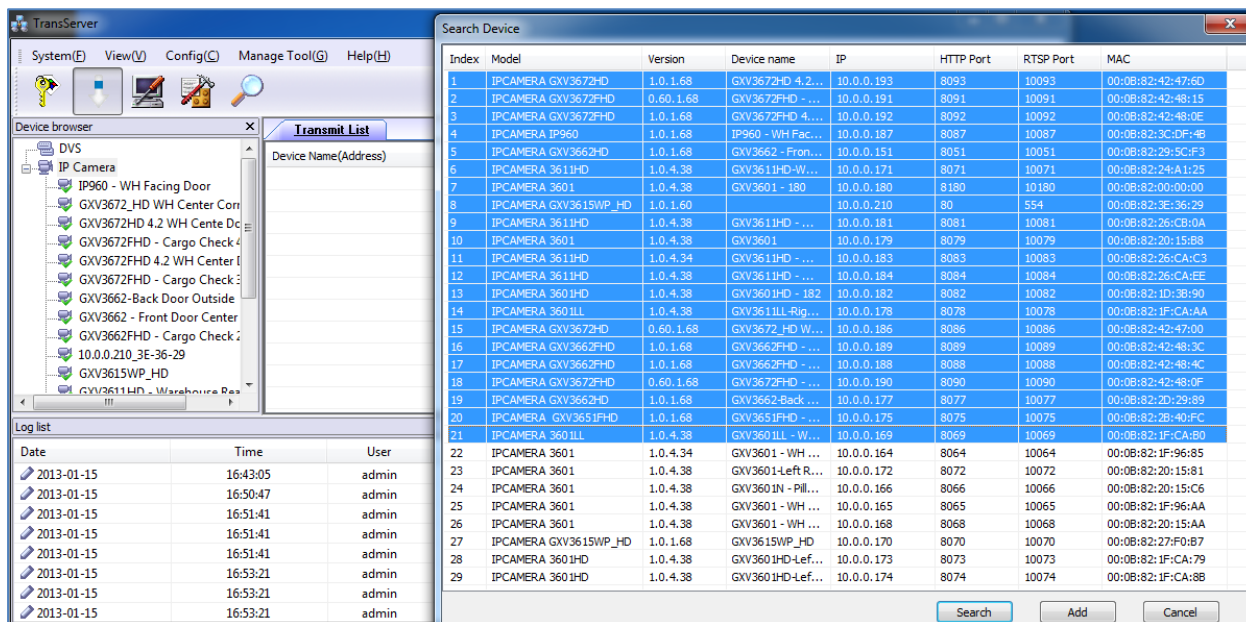 TransServer
System(F) View(V) Config(C) Manage Tool(G) Help(H)
Device browser X
DVS
IP Camera
IP960 - WH Facing Door
GXV3672_HD WH Center Corr
GXV3672HD 4.2 WH Cente Dc
GXV3672FHD - Cargo Check 4
GXV3672FHD 4.2 WH Center
GXV3672FHD - Cargo Check 3
GXV3662-Back Door Outside
GXV3662 - Front Door Center
GXV3662FHD - Cargo Check 2
10.0.0.210_3E-36-29
GXV3615WP_HD
GXV3611HD - Warehouse Rea
Transmit List
Device Name(Address)
Log list
Date Time User
2013-01-15 16:43:05 admin
2013-01-15 16:50:47 admin
2013-01-15 16:51:41 admin
2013-01-15 16:51:41 admin
2013-01-15 16:51:41 admin
2013-01-15 16:53:21 admin
2013-01-15 16:53:21 admin
2013-01-15 16:53:21 admin
Search Device
Index Model Version Device name IP HTTP Port RTSP Port MAC
1 IPCAMERA GXV3672HD 1.0.1.68 GXV3672HD 4.2... 10.0.0.193 8093 10093 00:0B:82:42:47:6D
2 IPCAMERA GXV3672FHD 0.60.1.68 GXV3672FHD - ... 10.0.0.191 8091 10091 00:0B:82:42:48:15
3 IPCAMERA GXV3672FHD 1.0.1.68 GXV3672FHD 4.... 10.0.0.192 8092 10092 00:0B:82:42:48:0E
4 IPCAMERA IP960 1.0.1.68 IP960 - WH Fac... 10.0.0.187 8087 10087 00:0B:82:3C:DF:4B
5 IPCAMERA GXV3662HD 1.0.1.68 GXV3662 - Fron... 10.0.0.151 8051 10051 00:0B:82:29:5C:F3
6 IPCAMERA 3611HD 1.0.4.38 GXV3611HD-W... 10.0.0.171 8071 10071 00:0B:82:24:A1:25
7 IPCAMERA 3601 1.0.4.38 GXV3601 - 180 10.0.0.180 8180 10180 00:0B:82:00:00:00
8 IPCAMERA GXV3615WP_HD 1.0.1.60 10.0.0.210 80 554 00:0B:82:3E:36:29
9 IPCAMERA 3611HD 1.0.4.38 GXV3611HD - ... 10.0.0.181 8081 10081 00:0B:82:26:CB:0A
10 IPCAMERA 3601 1.0.4.38 GXV3601 10.0.0.179 8079 10079 00:0B:82:20:15:B8
11 IPCAMERA 3611HD 1.0.4.34 GXV3611HD - ... 10.0.0.183 8083 10083 00:0B:82:26:CA:C3
12 IPCAMERA 3611HD 1.0.4.38 GXV3611HD - ... 10.0.0.184 8084 10084 00:0B:82:26:CA:EE
13 IPCAMERA 3601HD 1.0.4.38 GXV3601HD - 182 10.0.0.182 8082 10082 00:0B:82:1D:3B:90
14 IPCAMERA 3601LL 1.0.4.38 GXV3611LL-Rig... 10.0.0.178 8078 10078 00:0B:82:1F:CA:AA
15 IPCAMERA GXV3672HD 0.60.1.68 GXV3672_HD W... 10.0.0.186 8086 10086 00:0B:82:42:47:00
16 IPCAMERA GXV3662FHD 1.0.1.68 GXV3662FHD - ... 10.0.0.189 8089 10089 00:0B:82:42:48:3C
17 IPCAMERA GXV3662FHD 1.0.1.68 GXV3662FHD - ... 10.0.0.188 8088 10088 00:0B:82:42:48:4C
18 IPCAMERA GXV3672FHD 0.60.1.68 GXV3672FHD - ... 10.0.0.190 8090 10090 00:0B:82:42:48:0F
19 IPCAMERA GXV3662HD 1.0.1.68 GXV3662-Back ... 10.0.0.177 8077 10077 00:0B:82:2D:29:89
20 IPCAMERA GXV3651FHD 1.0.1.68 GXV3651FHD - ... 10.0.0.175 8075 10075 00:0B:82:2B:40:FC
21 IPCAMERA 3601LL 1.0.4.38 GXV3601LL - W... 10.0.0.169 8069 10069 00:0B:82:1F:CA:B0
22 IPCAMERA 3601 1.0.4.34 GXV3601 - WH ... 10.0.0.164 8064 10064 00:0B:82:1F:96:85
23 IPCAMERA 3601 1.0.4.38 GXV3601-Left R... 10.0.0.172 8072 10072 00:0B:82:20:15:81
24 IPCAMERA 3601 1.0.4.38 GXV3601N - Pill... 10.0.0.166 8066 10066 00:0B:82:20:15:C6
25 IPCAMERA 3601 1.0.4.38 GXV3601 - WH ... 10.0.0.165 8065 10065 00:0B:82:1F:96:AA
26 IPCAMERA 3601 1.0.4.38 GXV3601 - WH ... 10.0.0.168 8068 10068 00:0B:82:20:15:AA
27 IPCAMERA GXV3615WP_HD 1.0.1.68 GXV3615WP_HD 10.0.0.170 8070 10070 00:0B:82:27:F0:B7
28 IPCAMERA 3601HD 1.0.4.38 GXV3601HD-Lef... 10.0.0.173 8073 10073 00:0B:82:1F:CA:79
29 IPCAMERA 3601HD 1.0.4.38 GXV3601HD-Lef... 10.0.0.174 8074 10074 00:0B:82:1F:CA:8B
Search Add Cancel